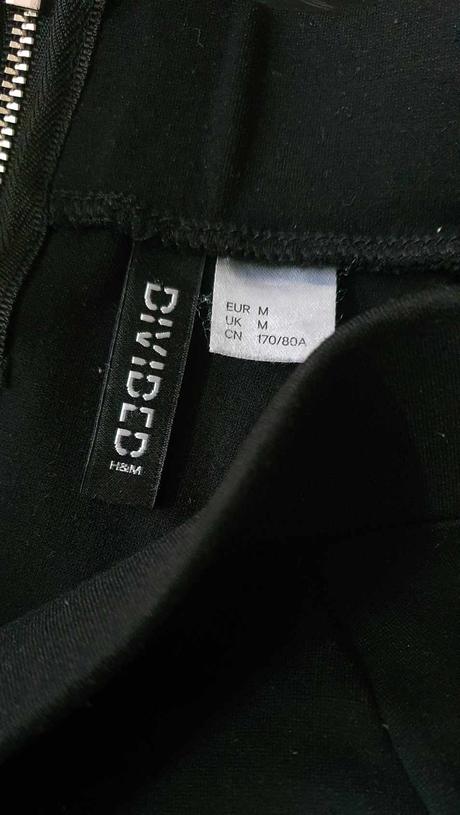 DIVIDED
H&M
EUR M
UK M
CN 170/80A